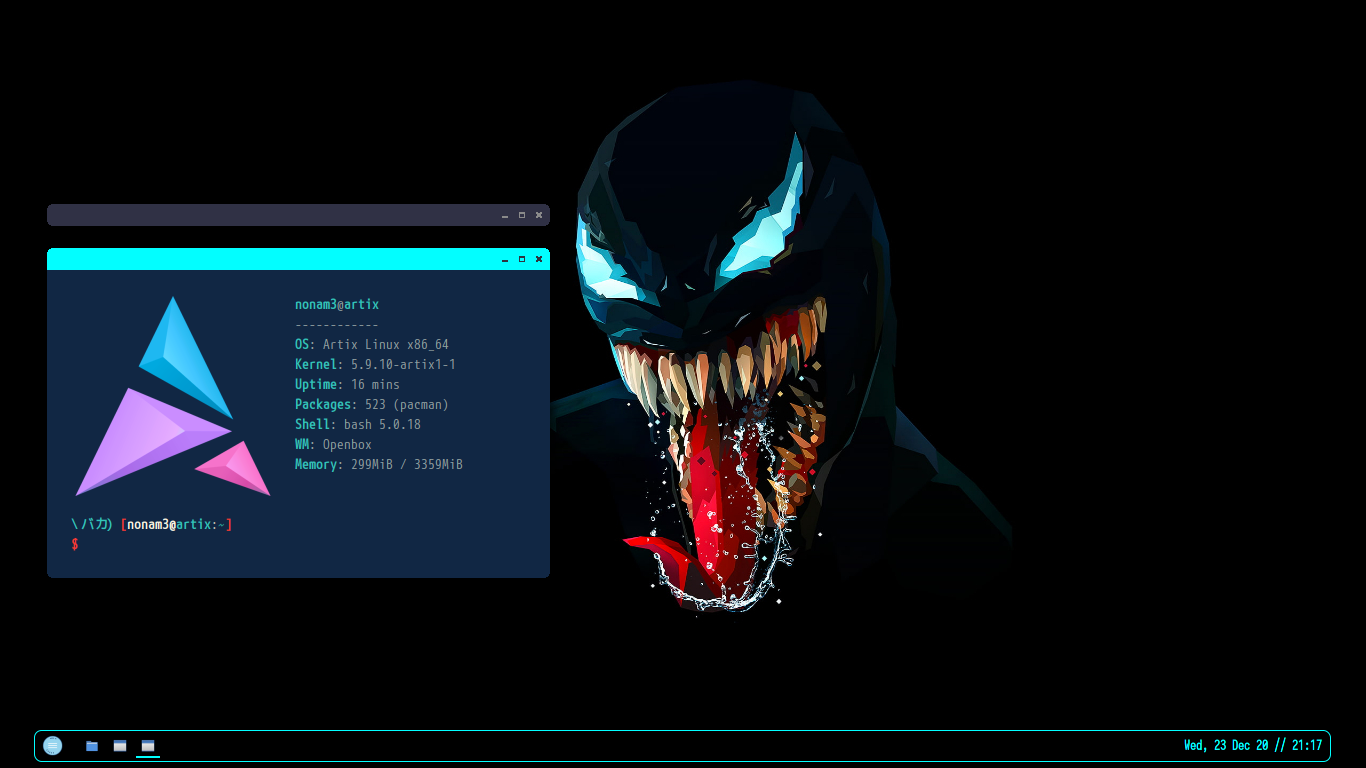 nonam3@artix
------------
OS: Artix Linux x86_64
Kernel: 5.9.10-artix1-1
Uptime: 16 mins
Packages: 523 (pacman)
Shell: bash 5.0.18
WM: Openbox
Memory: 299MiB / 3359MiB
\バカ) [nonam3@artix:~]
$
Wed, 23 Dec 20 // 21:17